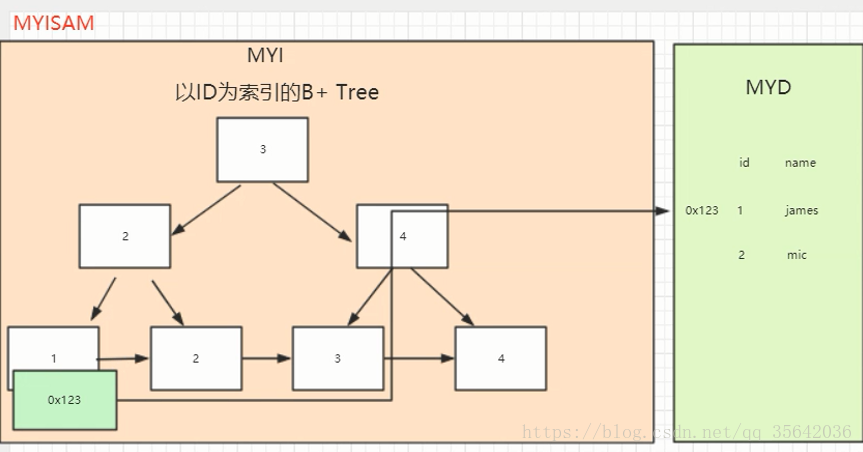 MYISAM
MYI
以ID为索引的B+ Tree
3
2
4
1
2
3
4
0x123
MYD
id name
0x123 1 james
2 mic
https://blog.csdn.net/qq_35642036